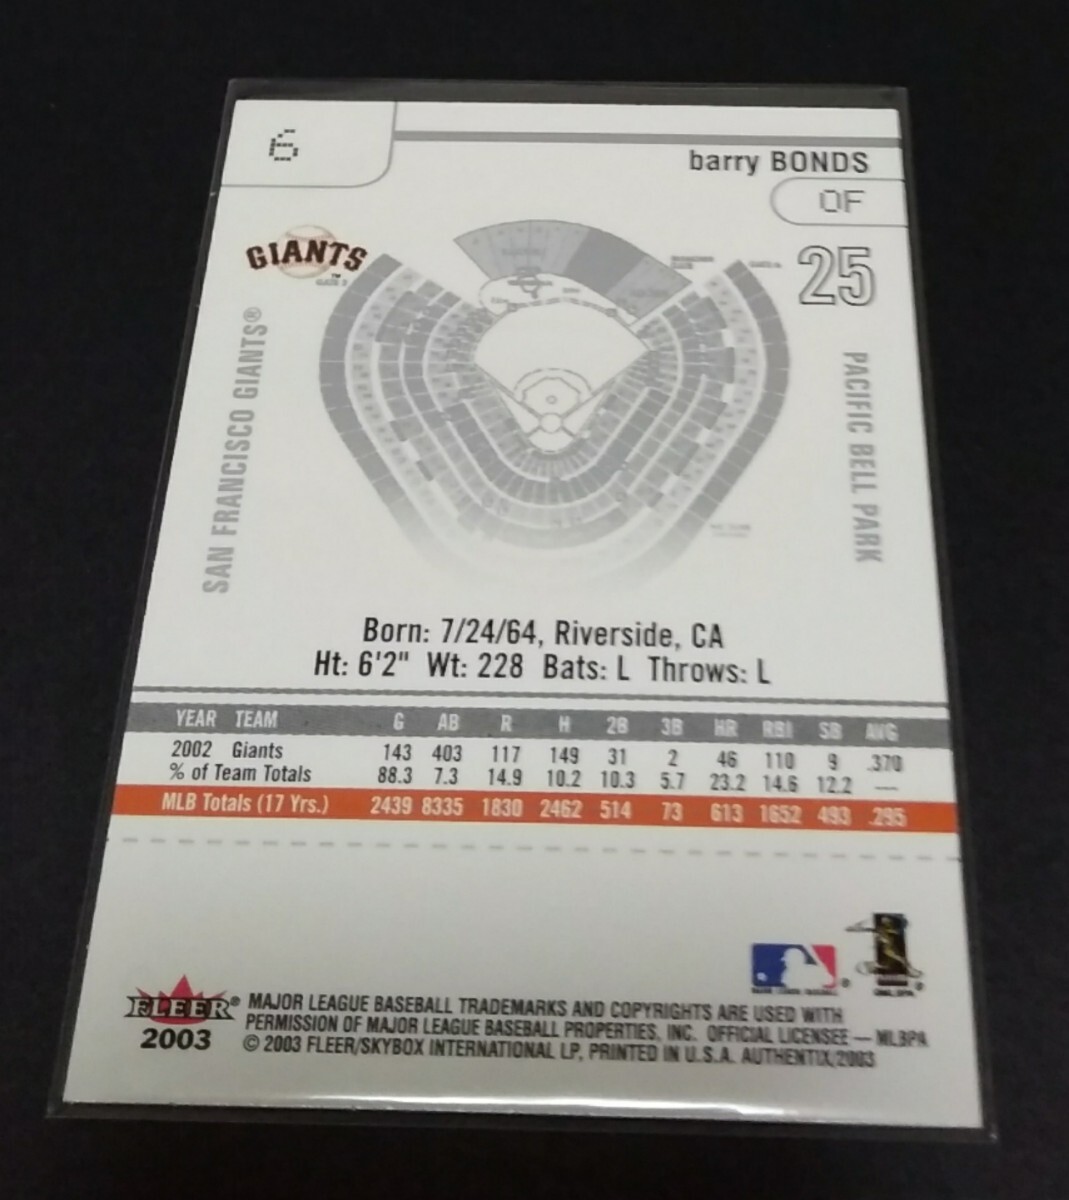 6
barry BONDS
OF
GIANTS
™
25
SAN FRANCISCO GIANTS®
PACIFIC BELL PARK
Born: 7/24/64, Riverside, CA
Ht: 6'2" Wt: 228 Bats: L Throws: L
YEAR TEAM G AB R H 2B 3B HR RBI SB AVG
2002 Giants 143 403 117 149 31 2 46 110 9 .370
% of Team Totals 88.3 7.3 14.9 10.2 10.3 5.7 23.2 14.6 12.2 —
MLB Totals (17 Yrs.) 2439 8335 1830 2462 514 73 613 1652 493 .295
FLEER®
2003
MAJOR LEAGUE BASEBALL TRADEMARKS AND COPYRIGHTS ARE USED WITH
PERMISSION OF MAJOR LEAGUE BASEBALL PROPERTIES, INC. OFFICIAL LICENSEE — MLBPA
© 2003 FLEER/SKYBOX INTERNATIONAL LP, PRINTED IN U.S.A. AUTHENTIX,2003